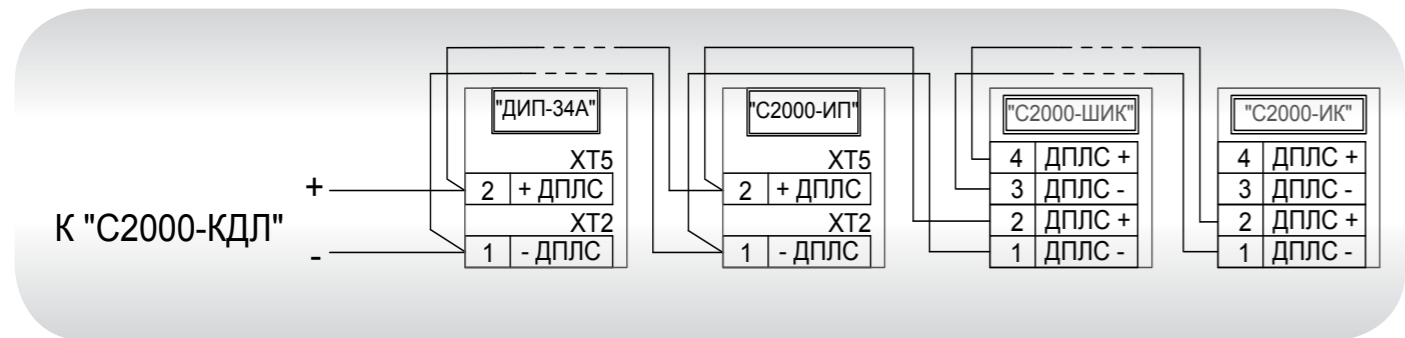 "ДИП-34А"
ХТ5
2 + ДПЛС
ХТ2
1 - ДПЛС
"С2000-ИП"
ХТ5
2 + ДПЛС
ХТ2
1 - ДПЛС
"С2000-ШИК"
4 ДПЛС +
3 ДПЛС -
2 ДПЛС +
1 ДПЛС -
"С2000-ИК"
4 ДПЛС +
3 ДПЛС -
2 ДПЛС +
1 ДПЛС -
+
К "С2000-КДЛ"
-